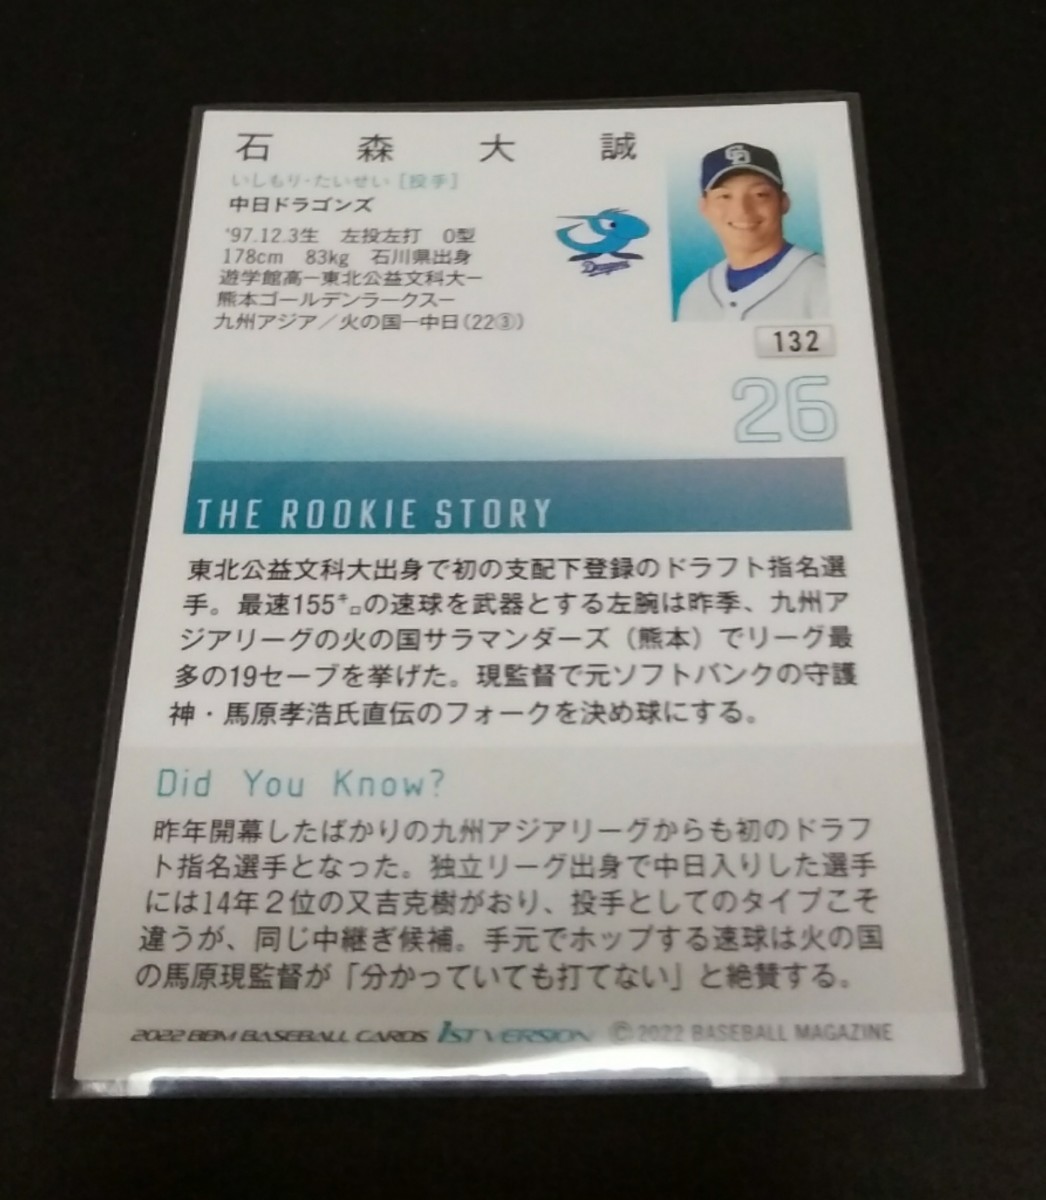 石森大誠
いしもり・たいせい [投手]
中日ドラゴンズ
'97.12.3生 左投左打 O型
178cm 83kg 石川県出身
遊学館高ー東北公益文科大ー
熊本ゴールデンラークスー
九州アジア／火の国ー中日(22③)
Dragons
CD
132
26
THE ROOKIE STORY
東北公益文科大出身で初の支配下登録のドラフト指名選
手。最速155㌔の速球を武器とする左腕は昨季、九州ア
ジアリーグの火の国サラマンダーズ（熊本）でリーグ最
多の19セーブを挙げた。現監督で元ソフトバンクの守護
神・馬原孝浩氏直伝のフォークを決め球にする。
Did You Know?
昨年開幕したばかりの九州アジアリーグからも初のドラフ
ト指名選手となった。独立リーグ出身で中日入りした選手
には14年２位の又吉克樹がおり、投手としてのタイプこそ
違うが、同じ中継ぎ候補。手元でホップする速球は火の国
の馬原現監督が「分かっていても打てない」と絶賛する。
2022 BBM BASEBALL CARDS 1ST VERSION © 2022 BASEBALL MAGAZINE